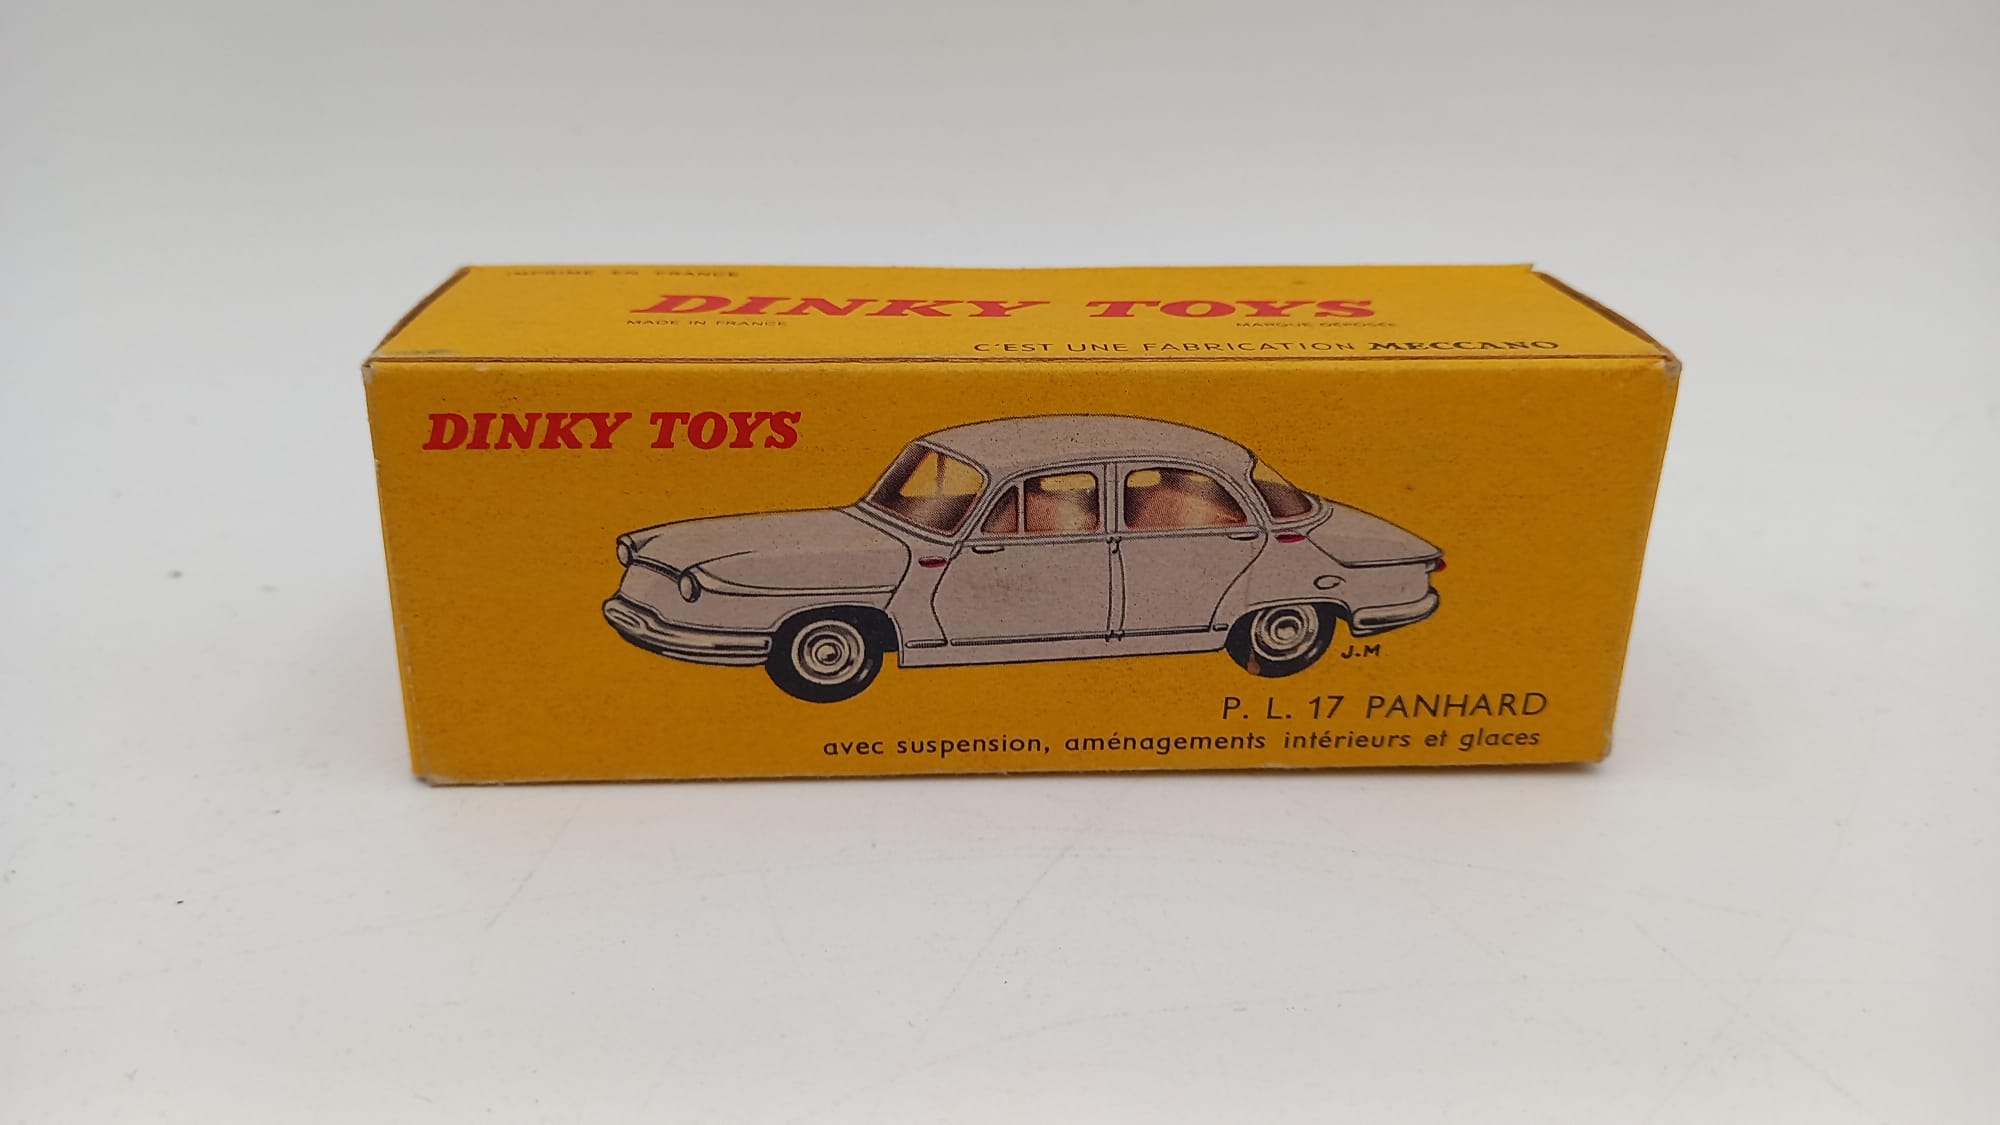 IMPRIMÉ EN FRANCE
DINKY TOYS
MADE IN FRANCE
MARQUE DÉPOSÉE
C'EST UNE FABRICATION MECCANO
DINKY TOYS
J.M
P. L. 17 PANHARD
avec suspension, aménagements intérieurs et glaces